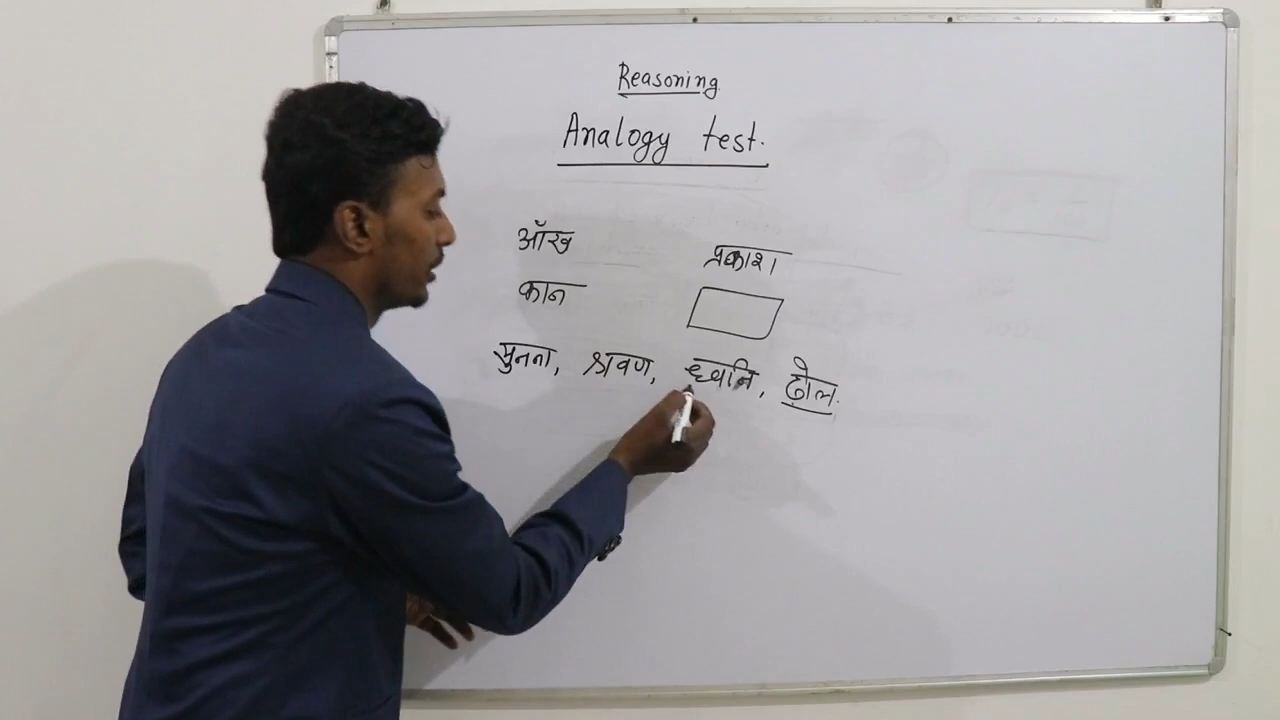 Reasoning
Analogy test.
आँख प्रकाश
कान
सुनना, श्रवण, ध्वनि, ढोल.